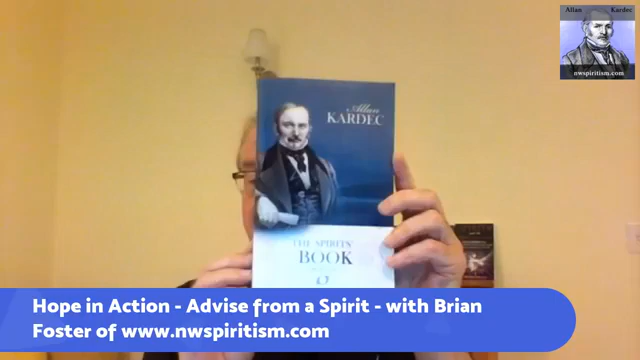 Allan Kardec
nwspiritism.com
Allan
KARDEC
THE SPIRITS'
BOOK
Hope in Action - Advise from a Spirit - with Brian
Foster of www.nwspiritism.com